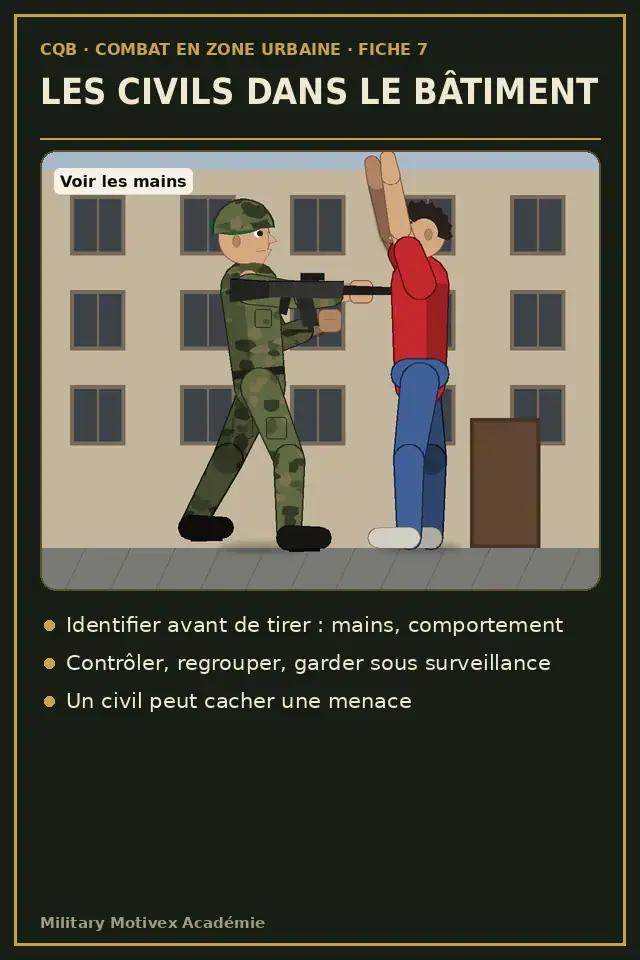 CQB · COMBAT EN ZONE URBAINE · FICHE 7
LES CIVILS DANS LE BÂTIMENT
Voir les mains
Identifier avant de tirer : mains, comportement
Contrôler, regrouper, garder sous surveillance
Un civil peut cacher une menace
Military Motivex Académie